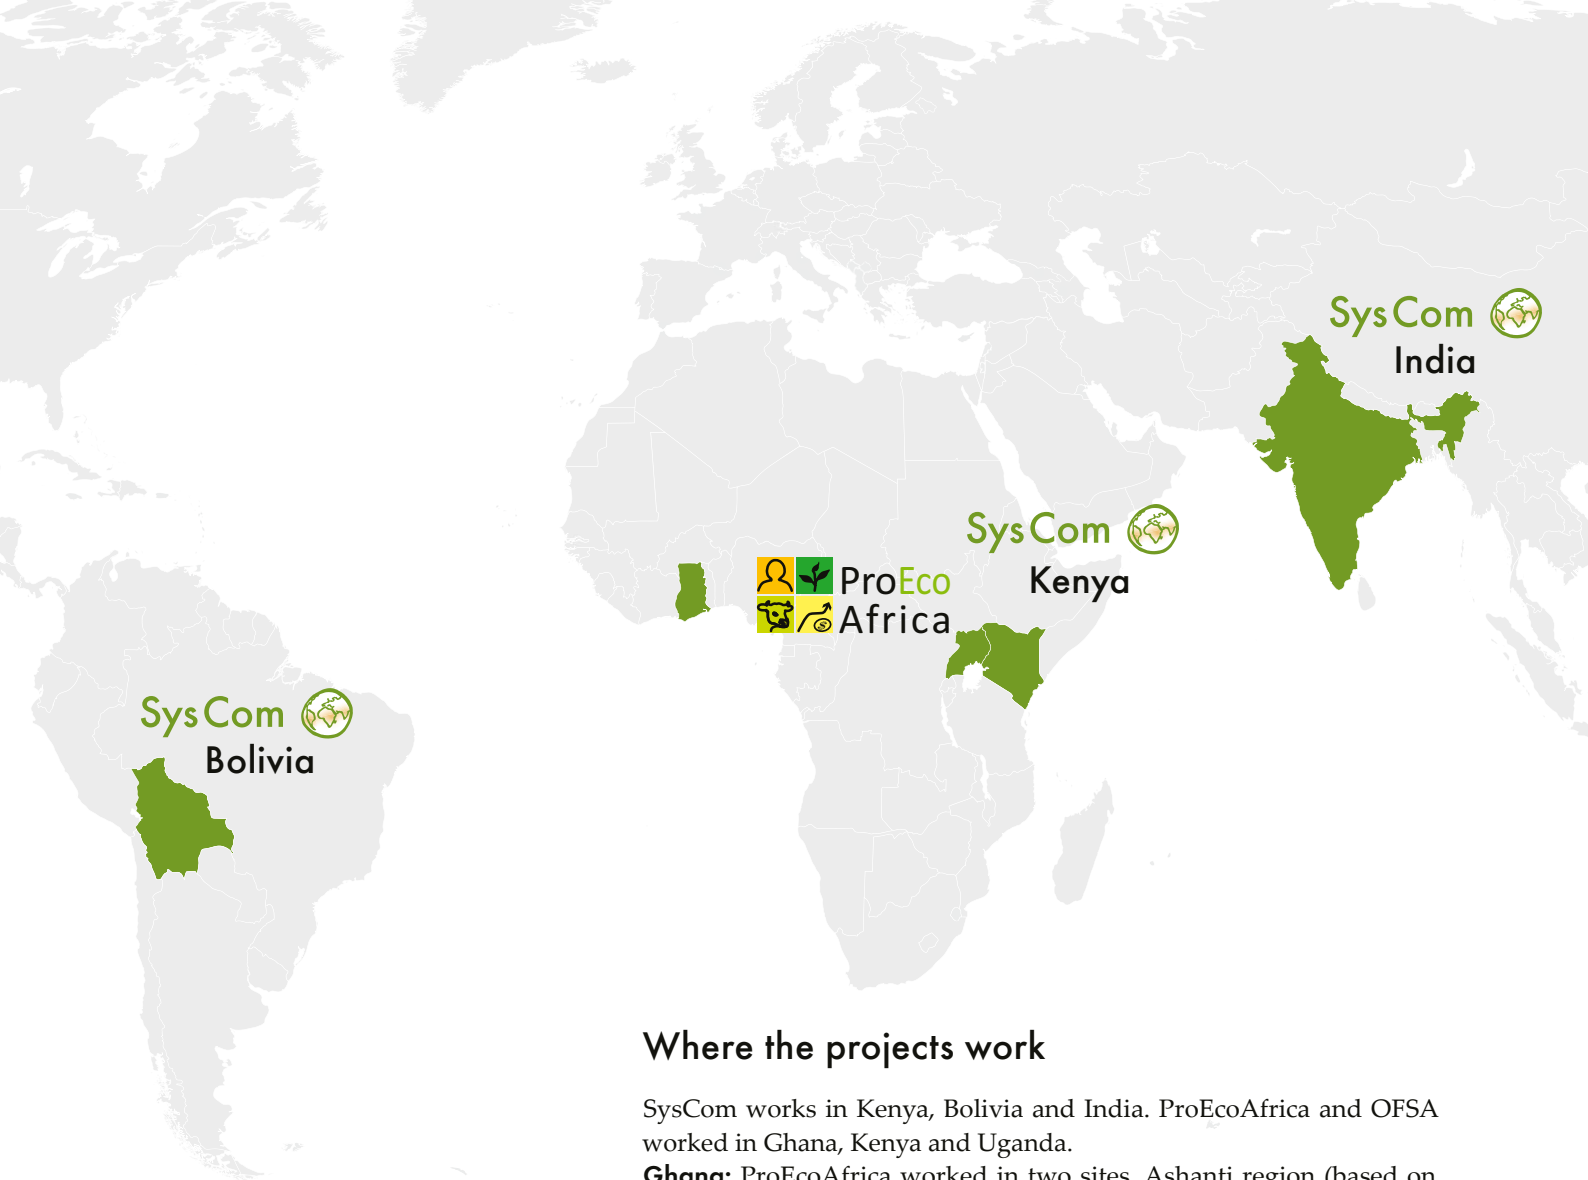 SysCom
India
SysCom
Kenya
ProEco
Africa
SysCom
Bolivia
Where the projects work
SysCom works in Kenya, Bolivia and India. ProEcoAfrica and OFSA
worked in Ghana, Kenya and Uganda.
Ghana: ProEcoAfrica worked in two sites, Ashanti region (based on